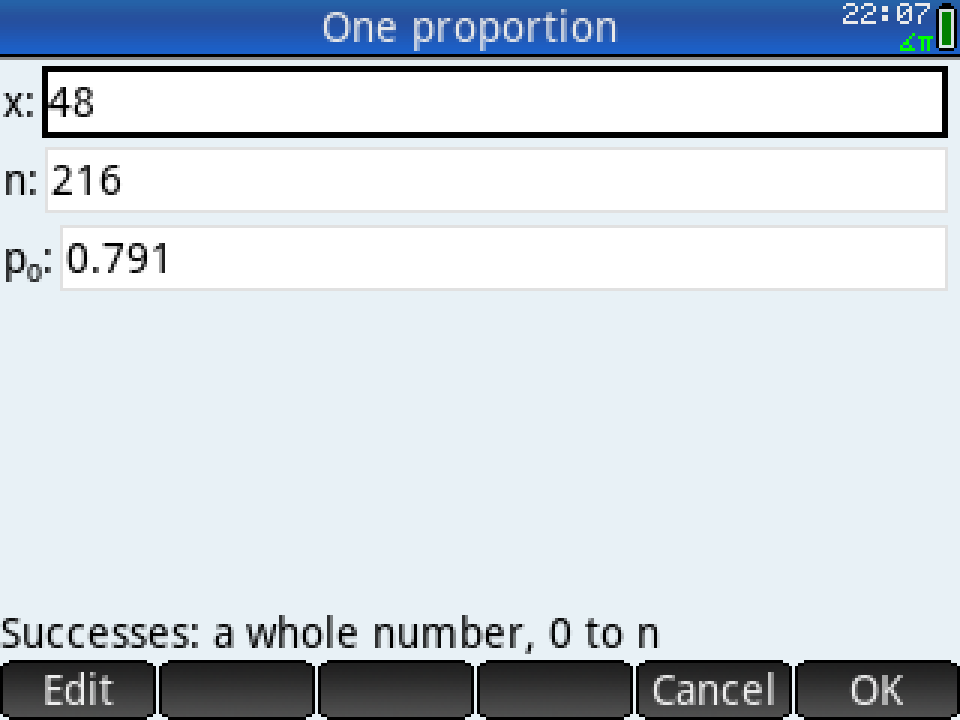 One proportion
22:07
∡π
x: 48
n: 216
p₀: 0.791
Successes: a whole number, 0 to n
Edit Cancel OK